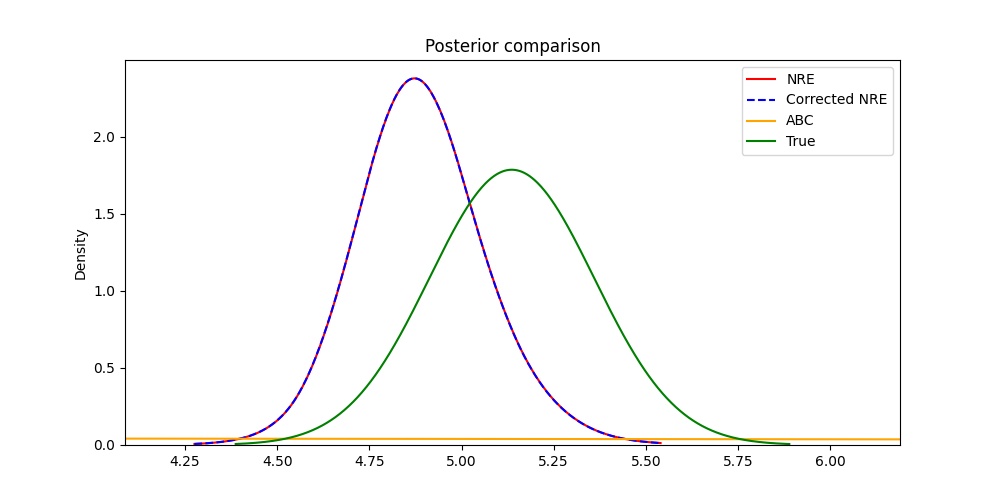 Posterior comparison
NRE
Corrected NRE
ABC
True
Density
2.0
1.5
1.0
0.5
0.0
4.25 4.50 4.75 5.00 5.25 5.50 5.75 6.00